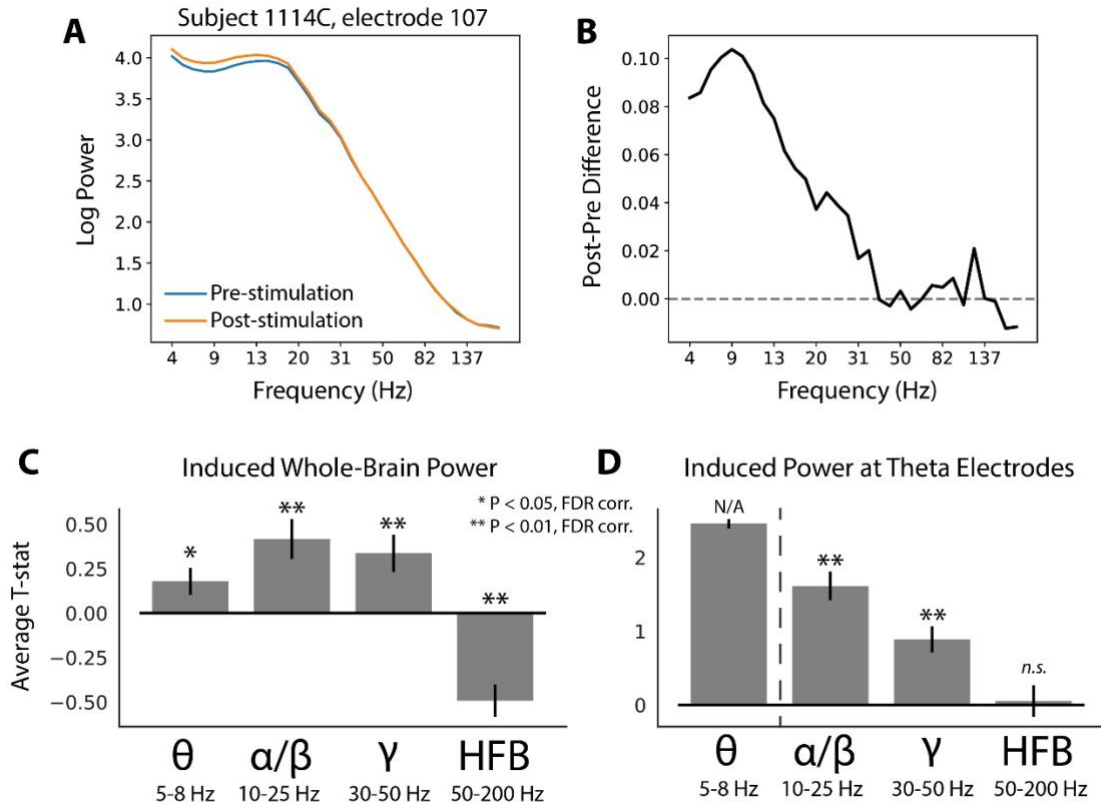 A
Subject 1114C, electrode 107
Log Power
4.0
3.5
3.0
2.5
2.0
1.5
1.0
Pre-stimulation
Post-stimulation
4 9 13 20 31 50 82 137
Frequency (Hz)
B
Post-Pre Difference
0.10
0.08
0.06
0.04
0.02
0.00
4 9 13 20 31 50 82 137
Frequency (Hz)
C
Induced Whole-Brain Power
* P < 0.05, FDR corr.
** P < 0.01, FDR corr.
Average T-stat
0.50
0.25
0.00
−0.25
−0.50
*
**
**
**
θ α/β γ HFB
5-8 Hz 10-25 Hz 30-50 Hz 50-200 Hz
D
Induced Power at Theta Electrodes
2
1
0
N/A
**
**
n.s.
θ α/β γ HFB
5-8 Hz 10-25 Hz 30-50 Hz 50-200 Hz